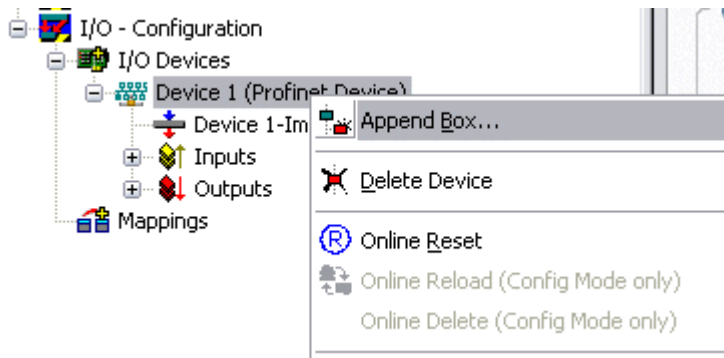 I/O - Configuration
I/O Devices
Device 1 (Profinet Device)
Device 1-Im
Inputs
Outputs
Mappings
Append Box...
Delete Device
R Online Reset
Online Reload (Config Mode only)
Online Delete (Config Mode only)